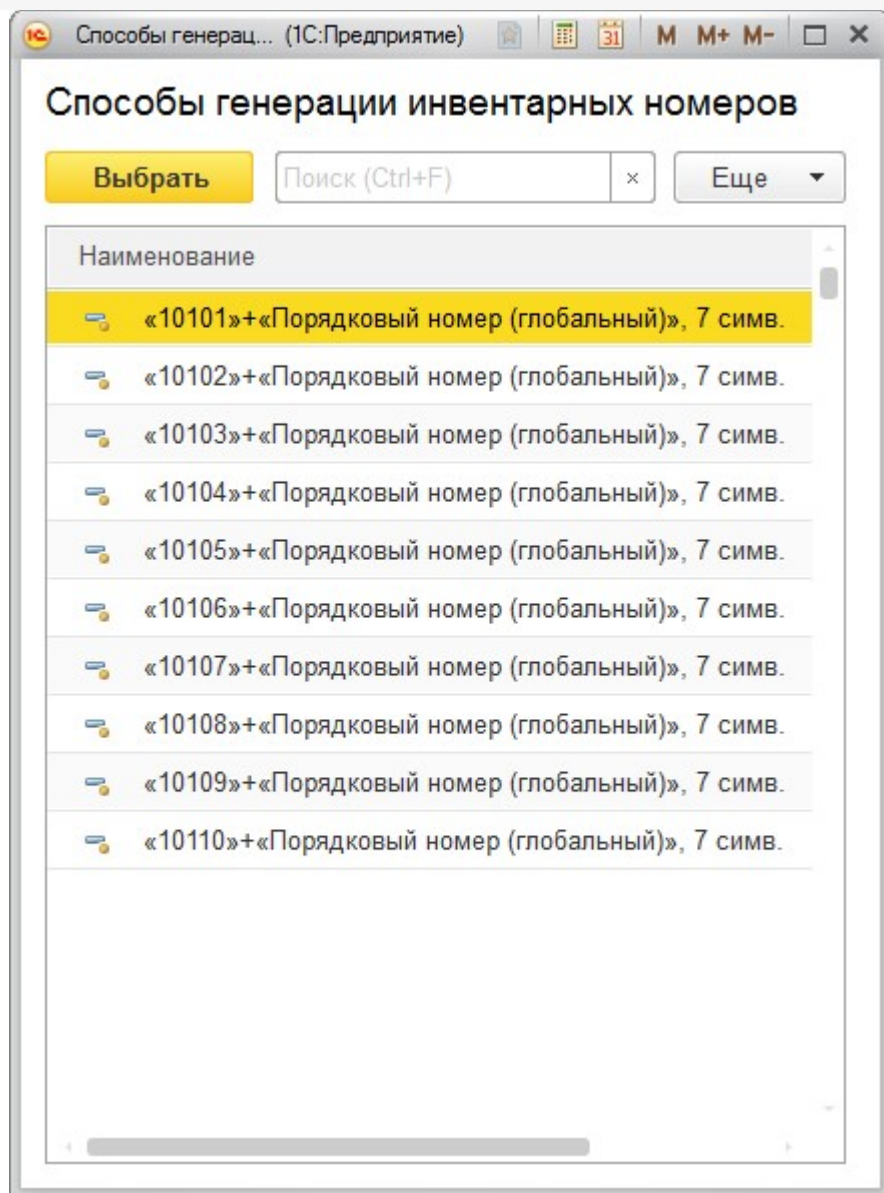 1С Способы генерац... (1С:Предприятие) 31 М М+ М-
Способы генерации инвентарных номеров
Выбрать Поиск (Ctrl+F) × Еще
Наименование
«10101»+«Порядковый номер (глобальный)», 7 симв.
«10102»+«Порядковый номер (глобальный)», 7 симв.
«10103»+«Порядковый номер (глобальный)», 7 симв.
«10104»+«Порядковый номер (глобальный)», 7 симв.
«10105»+«Порядковый номер (глобальный)», 7 симв.
«10106»+«Порядковый номер (глобальный)», 7 симв.
«10107»+«Порядковый номер (глобальный)», 7 симв.
«10108»+«Порядковый номер (глобальный)», 7 симв.
«10109»+«Порядковый номер (глобальный)», 7 симв.
«10110»+«Порядковый номер (глобальный)», 7 симв.